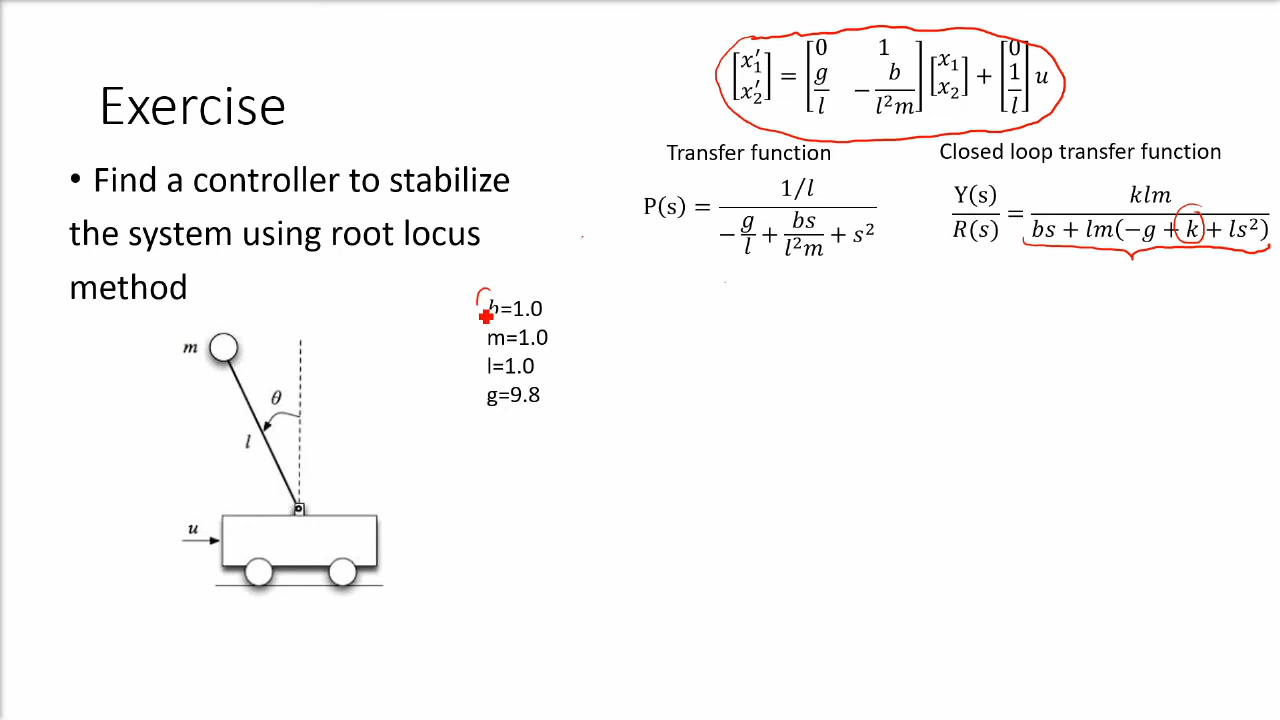 Exercise
• Find a controller to stabilize
the system using root locus
method
[x₁′; x₂′] = [0 1; g/l −b/(l²m)] [x₁; x₂] + [0; 1/l] u
Transfer function
P(s) = (1/l) / (−g/l + bs/(l²m) + s²)
Closed loop transfer function
Y(s)/R(s) = klm / (bs + lm(−g + k + ls²))
b=1.0
m=1.0
l=1.0
g=9.8
m
θ
l
u